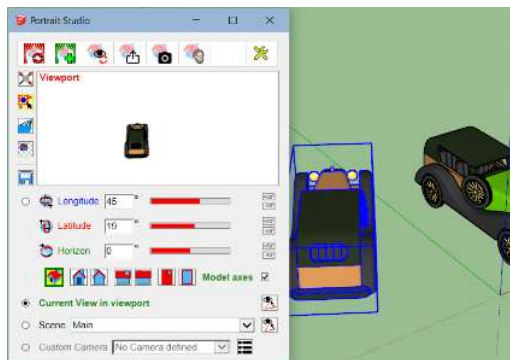 Portrait Studio
Viewport
Longitude 45 °
Latitude 19 °
Horizon 0 °
Model axes
Current View in viewport
Scene Main
Custom Camera No Camera defined